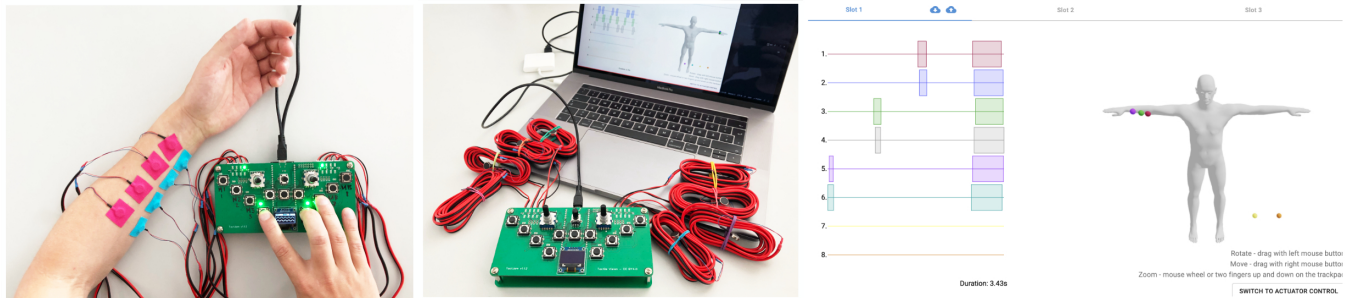 Slot 1
Slot 2
Slot 3
1.
2.
3.
4.
5.
6.
7.
8.
Duration: 3.43s
Rotate - drag with left mouse button
Move - drag with right mouse button
Zoom - mouse wheel or two fingers up and down on the trackpa
SWITCH TO ACTUATOR CONTROL